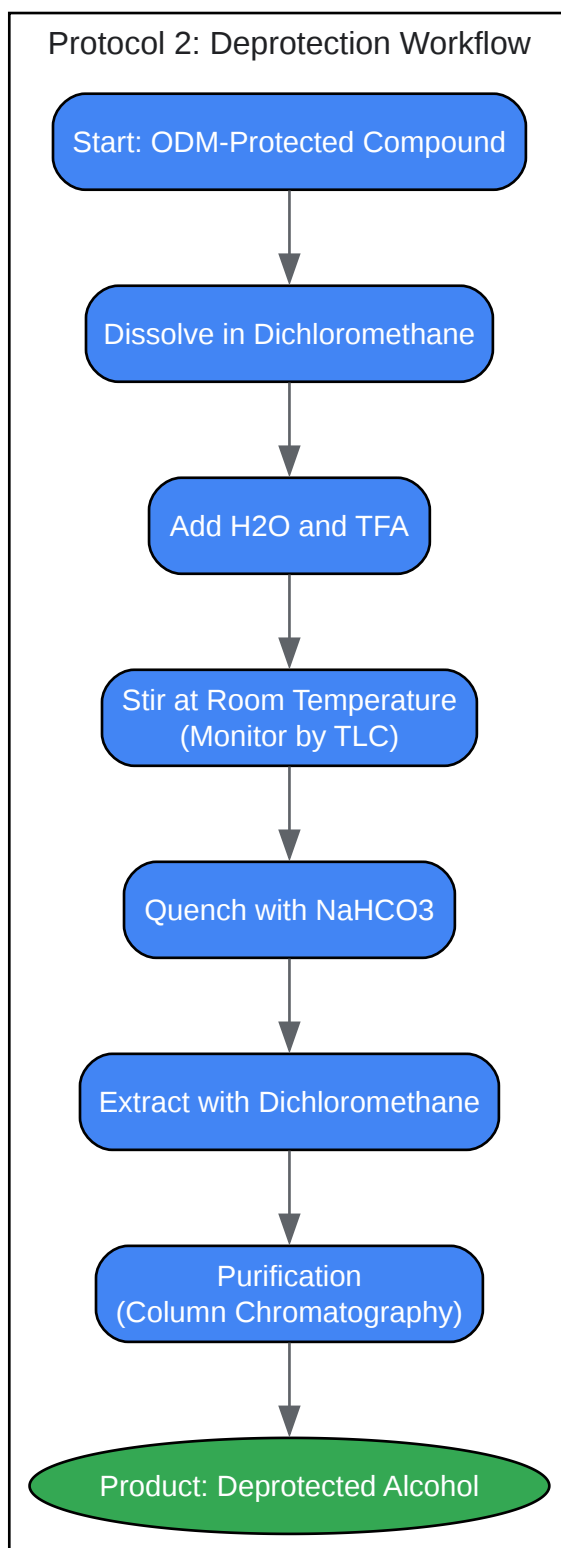 Protocol 2: Deprotection Workflow
Start: ODM-Protected Compound
Dissolve in Dichloromethane
Add H2O and TFA
Stir at Room Temperature
(Monitor by TLC)
Quench with NaHCO3
Extract with Dichloromethane
Purification
(Column Chromatography)
Product: Deprotected Alcohol